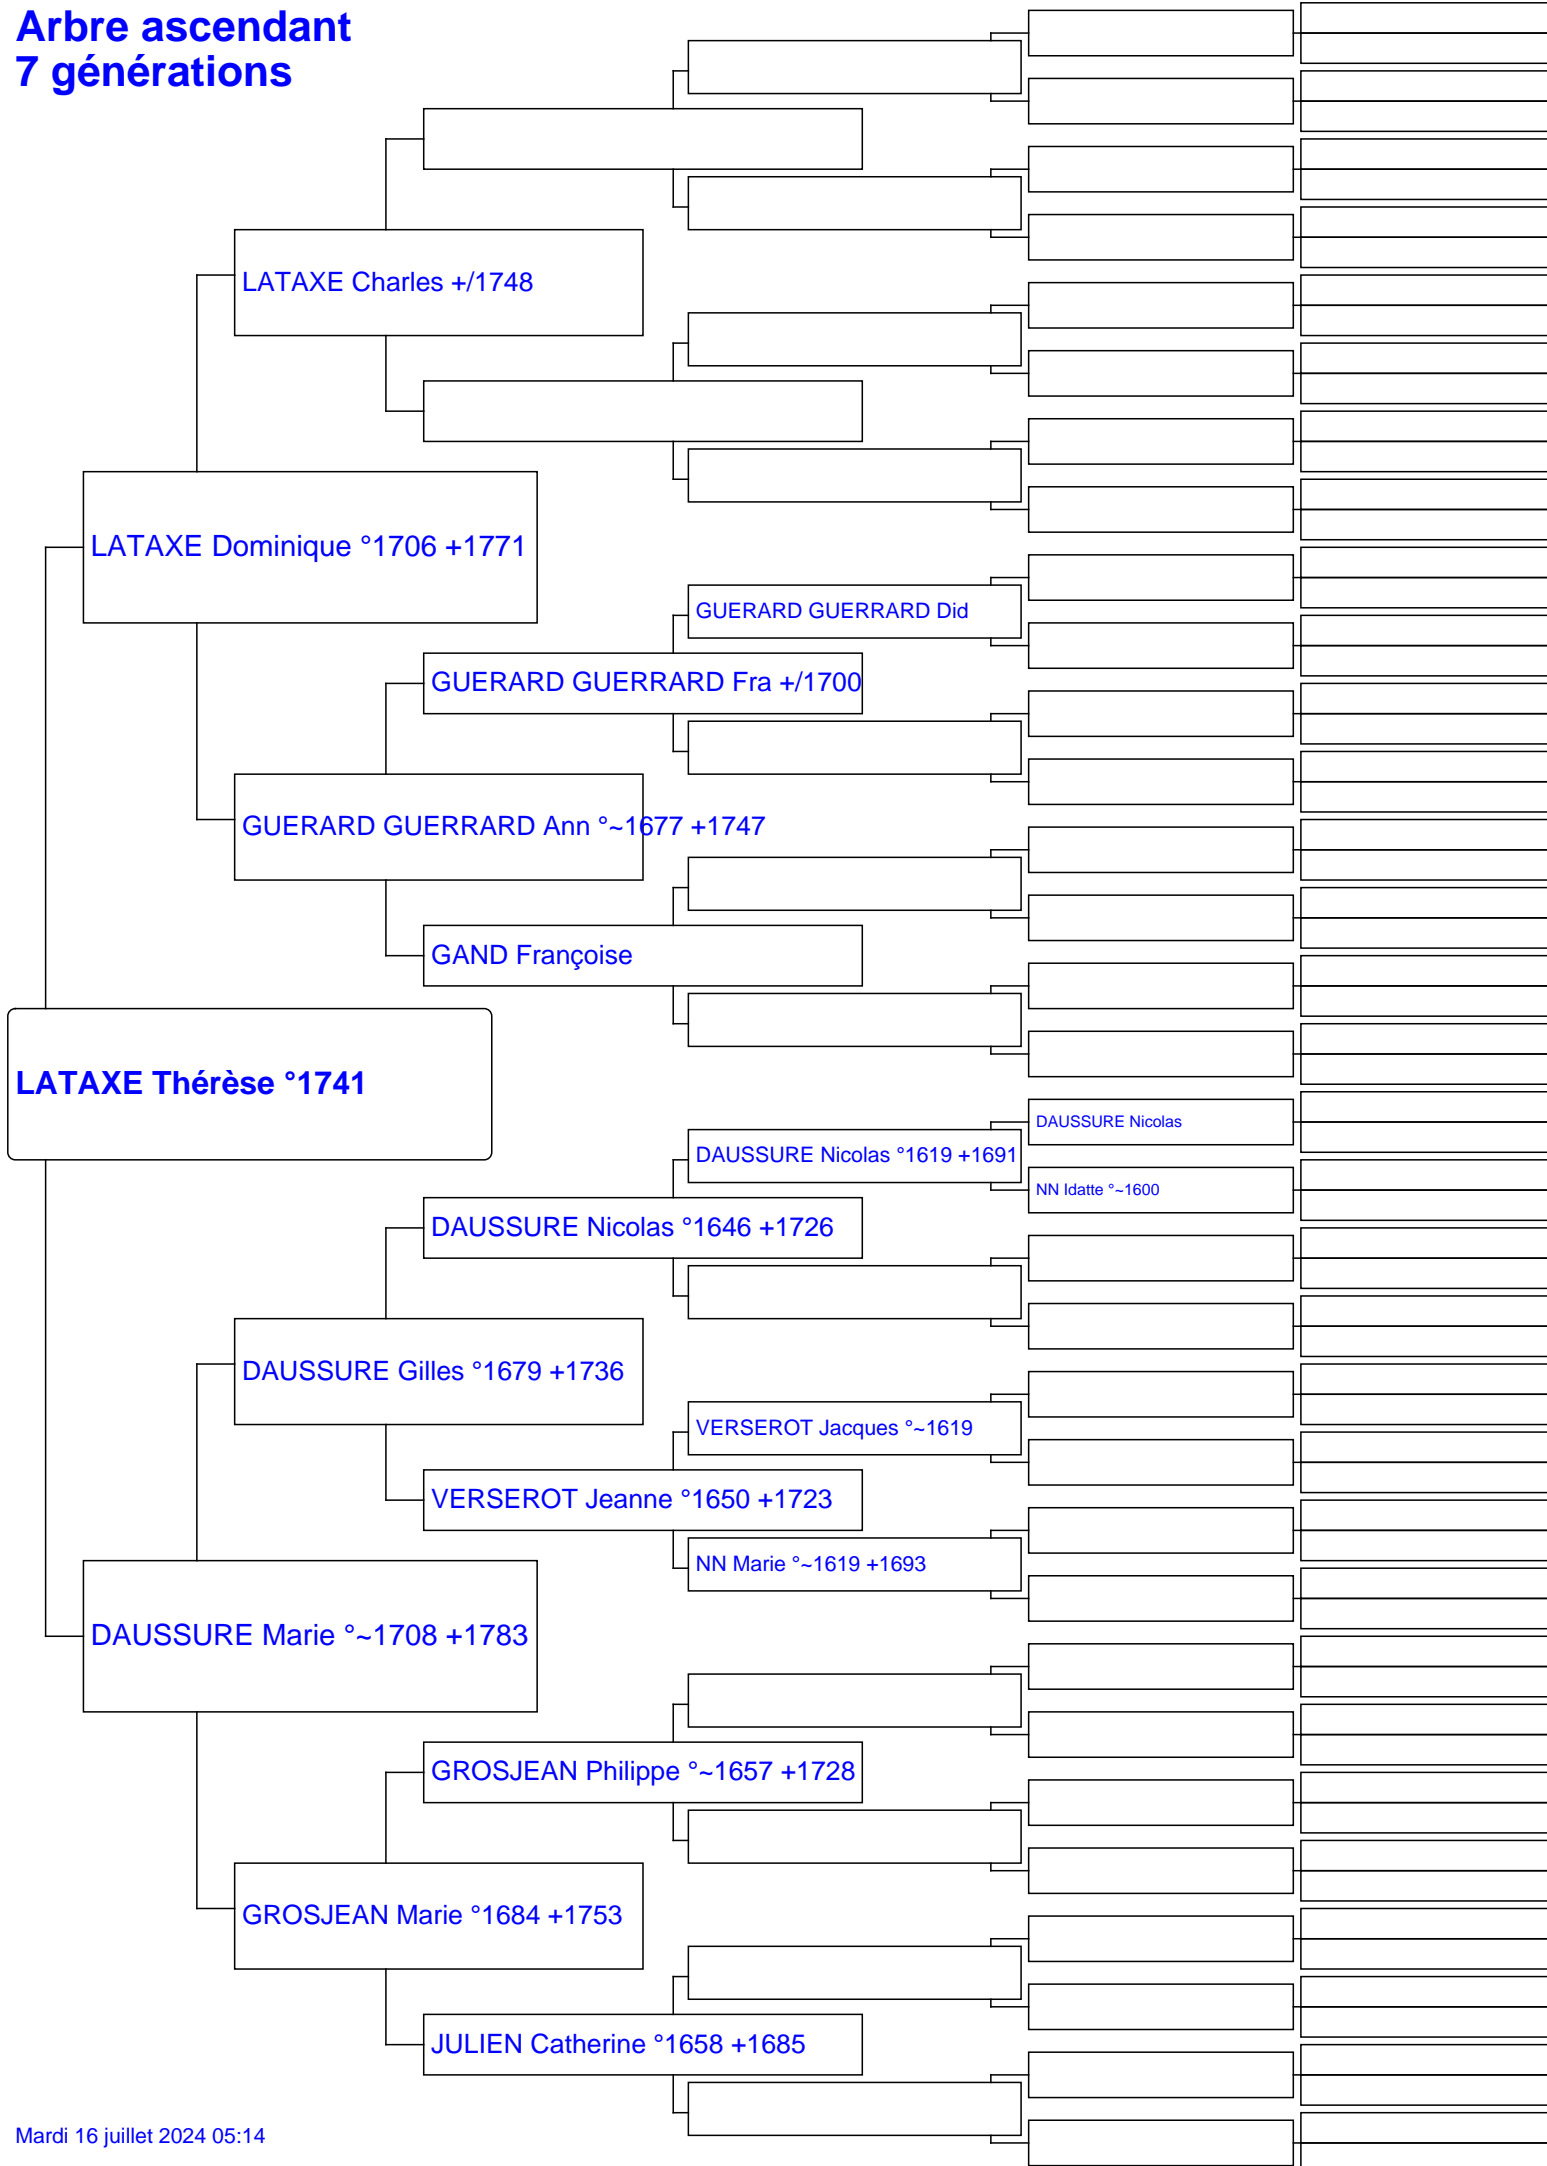 Arbre ascendant
7 générations
LATAXE Charles +/1748
LATAXE Dominique °1706 +1771
GUERARD GUERRARD Did
GUERARD GUERRARD Fra +/1700
GUERARD GUERRARD Ann °~1677 +1747
GAND Françoise
LATAXE Thérèse °1741
DAUSSURE Nicolas
DAUSSURE Nicolas °1619 +1691
NN Idatte °~1600
DAUSSURE Nicolas °1646 +1726
DAUSSURE Gilles °1679 +1736
VERSEROT Jacques °~1619
VERSEROT Jeanne °1650 +1723
NN Marie °~1619 +1693
DAUSSURE Marie °~1708 +1783
GROSJEAN Philippe °~1657 +1728
GROSJEAN Marie °1684 +1753
JULIEN Catherine °1658 +1685
Mardi 16 juillet 2024 05:14